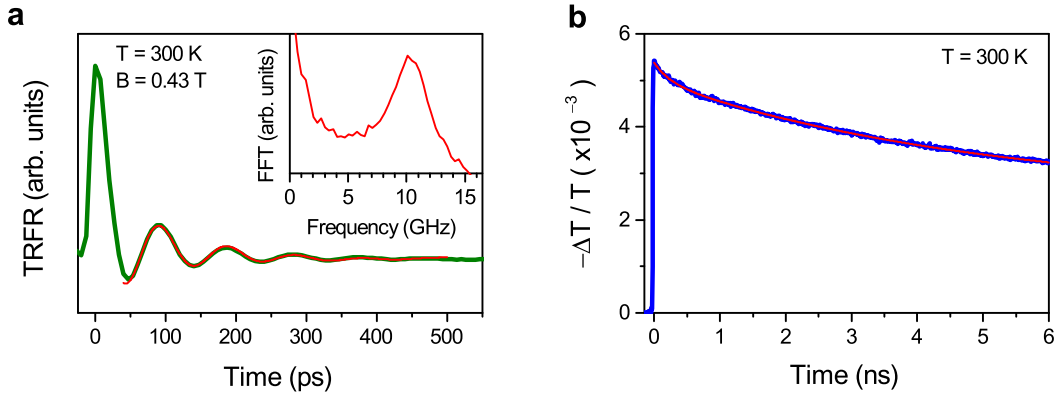 a
T = 300 K
B = 0.43 T
TRFR (arb. units)
0 100 200 300 400 500
Time (ps)
FFT (arb. units)
0 5 10 15
Frequency (GHz)
b
T = 300 K
−ΔT / T ( x10 −3 )
6
4
2
0
0 1 2 3 4 5 6
Time (ns)